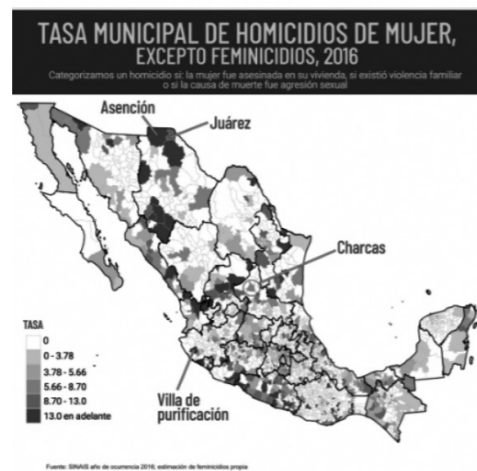 TASA MUNICIPAL DE HOMICIDIOS DE MUJER,
EXCEPTO FEMINICIDIOS, 2016
Categorizamos un homicidio si: la mujer fue asesinada en su vivienda, si existió violencia familiar
o si la causa de muerte fue agresión sexual
Asención
Juárez
Charcas
TASA
0
0 - 3.78
3.78 - 5.66
5.66 - 8.70
8.70 - 13.0
13.0 en adelante
Villa de
purificación
Fuente: SINAIS año de ocurrencia 2016, estimación de feminicidios propia